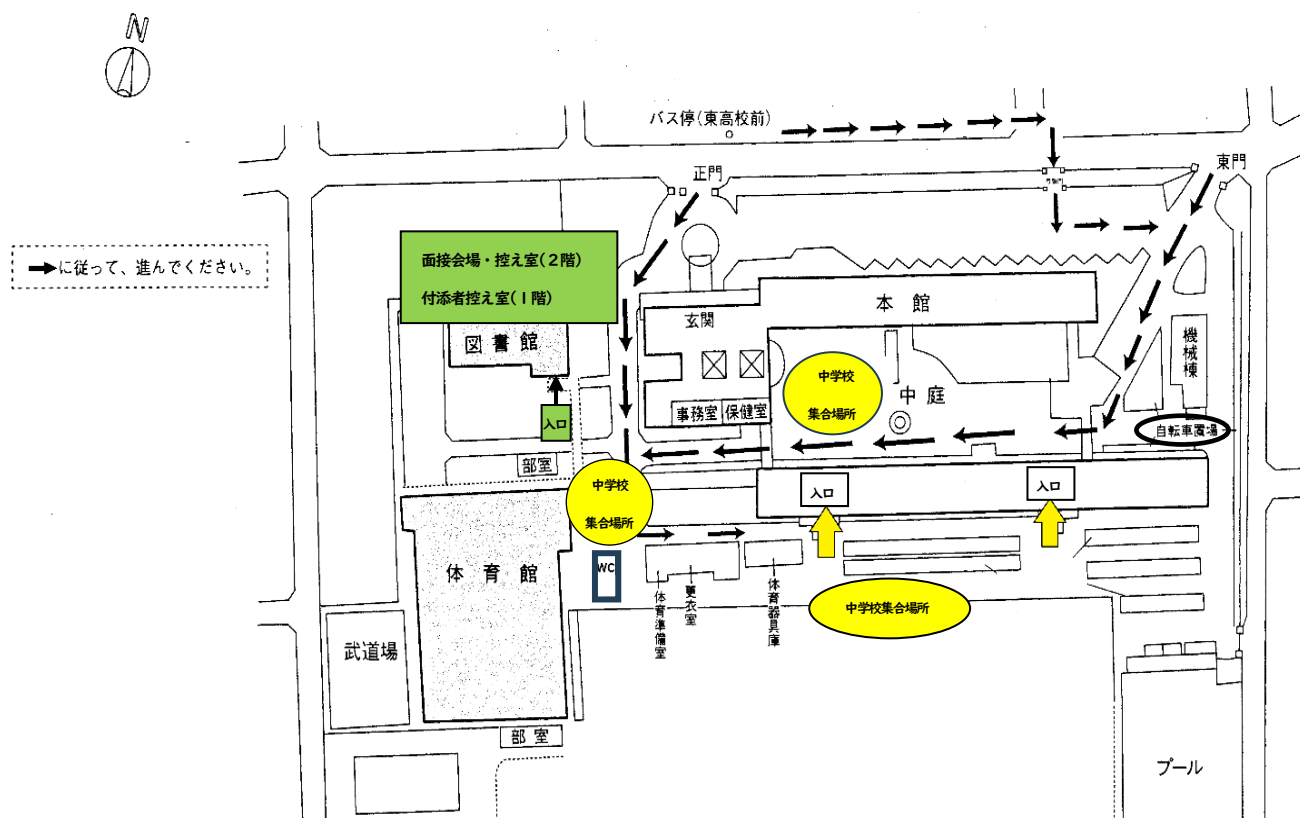 N
バス停(東高校前)
正門
東門
➡に従って、進んでください。
面接会場・控え室(2階)
付添者控え室(1階)
図書館
玄関
本館
機械棟
中学校
集合場所
中庭
事務室
保健室
入口
自転車置場
部室
中学校
集合場所
入口
入口
体育館
WC
体育準備室
更衣室
体育器具庫
中学校集合場所
武道場
部室
プール